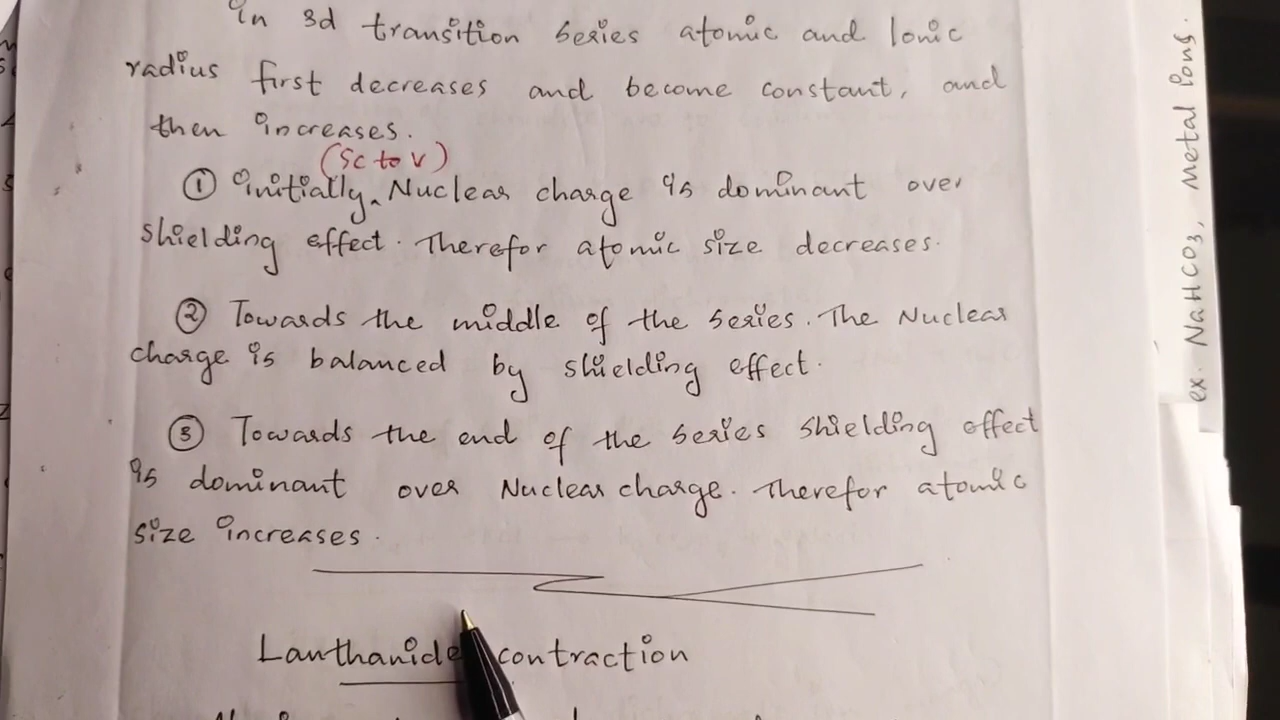 in 3d transition series atomic and Ionic
radius first decreases and become constant, and
then increases.
(Sc to V)
① initially‸ Nuclear charge is dominant over
shielding effect. Therefor atomic size decreases.
② Towards the middle of the series. The Nuclear
charge is balanced by shielding effect.
③ Towards the end of the series shielding effect
is dominant over Nuclear charge. Therefor atomic
size increases.
Lanthanide contraction
ex. NaHCO3, metal ions.